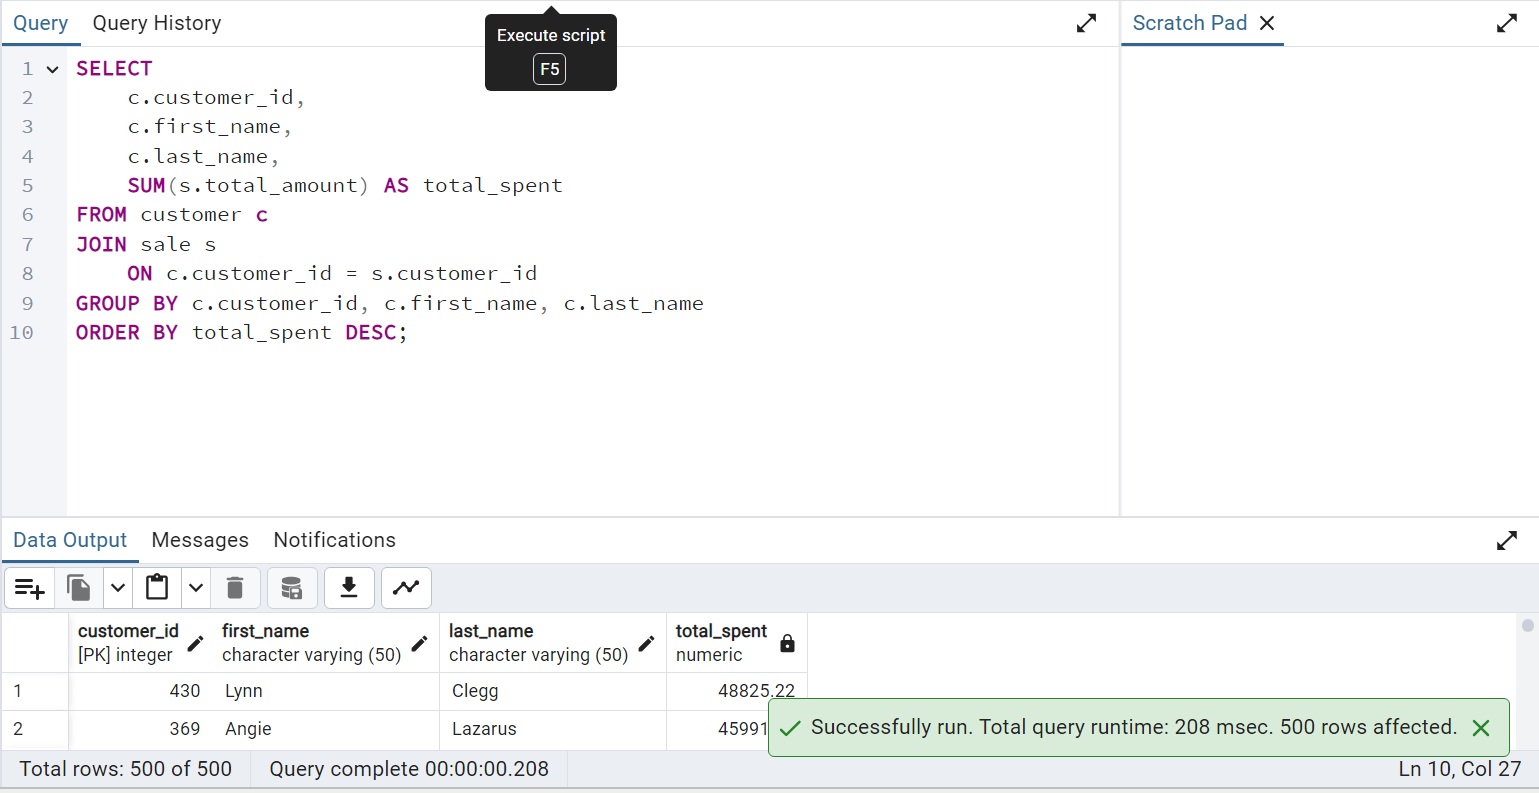 Query Query History
Execute script
F5
Scratch Pad
1 SELECT
2 c.customer_id,
3 c.first_name,
4 c.last_name,
5 SUM(s.total_amount) AS total_spent
6 FROM customer c
7 JOIN sale s
8 ON c.customer_id = s.customer_id
9 GROUP BY c.customer_id, c.first_name, c.last_name
10 ORDER BY total_spent DESC;
Data Output Messages Notifications
customer_id first_name last_name total_spent
[PK] integer character varying (50) character varying (50) numeric
1 430 Lynn Clegg 48825.22
2 369 Angie Lazarus 45991
Successfully run. Total query runtime: 208 msec. 500 rows affected.
Total rows: 500 of 500 Query complete 00:00:00.208 Ln 10, Col 27